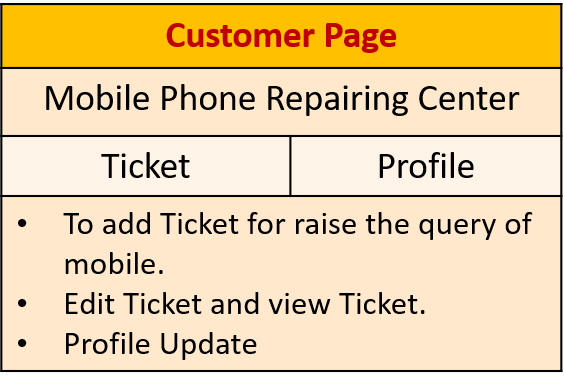 Customer Page
Mobile Phone Repairing Center
Ticket Profile
• To add Ticket for raise the query of
mobile.
• Edit Ticket and view Ticket.
• Profile Update